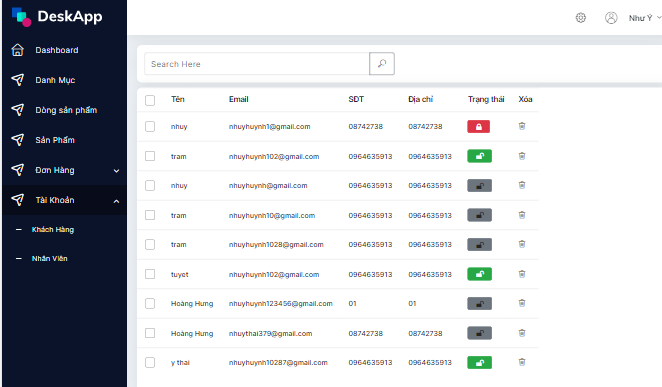 DeskApp
Như Ý
Dashboard
Danh Mục
Dòng sản phẩm
Sản Phẩm
Đơn Hàng
Tài Khoản
Khách Hàng
Nhân Viên
Search Here
Tên Email SĐT Địa chỉ Trạng thái Xóa
nhuy nhuyhuynh1@gmail.com 08742738 08742738
tram nhuyhuynh102@gmail.com 0964635913 0964635913
nhuy nhuyhuynh@gmail.com 0964635913 0964635913
tram nhuyhuynh10@gmail.com 0964635913 0964635913
tram nhuyhuynh1028@gmail.com 0964635913 0964635913
tuyet nhuyhuynh102@gmail.com 0964635913 0964635913
Hoàng Hưng nhuyhuynh123456@gmail.com 01 01
Hoàng Hưng nhuythai379@gmail.com 08742738 08742738
y thai nhuyhuynh10287@gmail.com 0964635913 0964635913